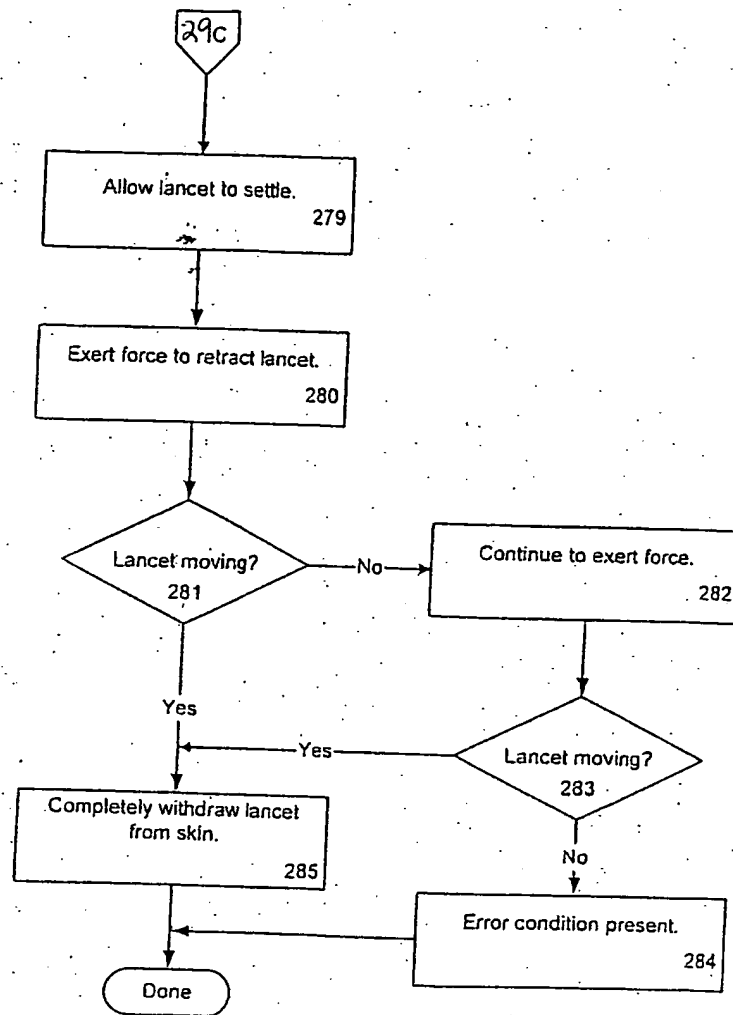 29c
Allow lancet to settle.
279
Exert force to retract lancet.
280
Lancet moving?
281
No
Continue to exert force.
282
Yes
Yes
Lancet moving?
283
Completely withdraw lancet
from skin.
285
No
Error condition present.
284
Done